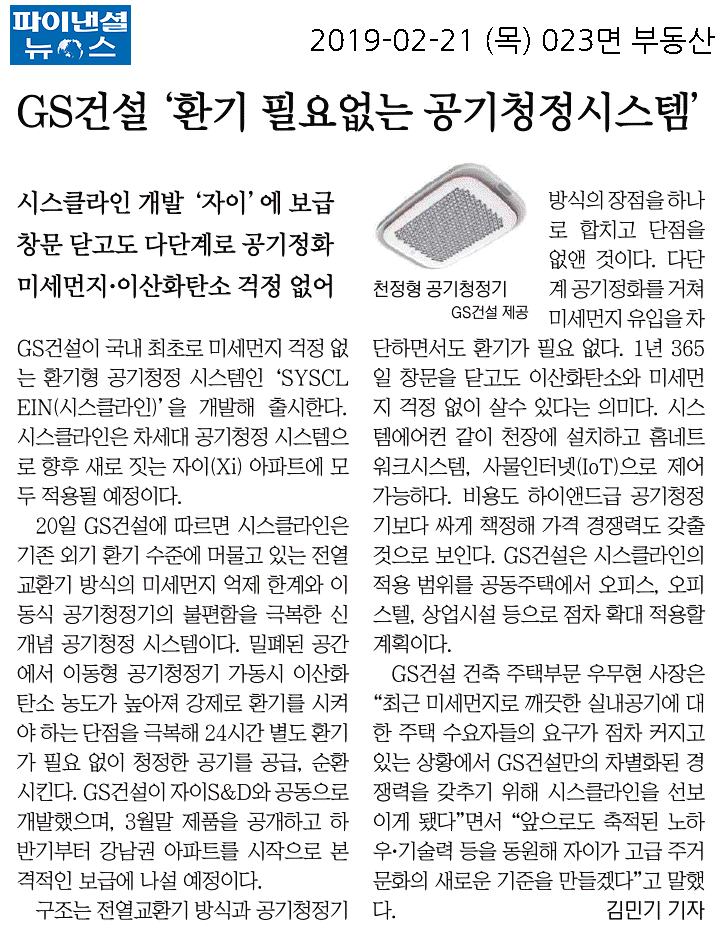 파이낸셜
뉴스
2019-02-21 (목) 023면 부동산
GS건설 ‘환기 필요없는 공기청정시스템’
시스클라인 개발 ‘자이’에 보급
창문 닫고도 다단계로 공기정화
미세먼지·이산화탄소 걱정 없어
GS건설이 국내 최초로 미세먼지 걱정 없
는 환기형 공기청정 시스템인 ‘SYSCL
EIN(시스클라인)’을 개발해 출시한다.
시스클라인은 차세대 공기청정 시스템으
로 향후 새로 짓는 자이(Xi) 아파트에 모
두 적용될 예정이다.
20일 GS건설에 따르면 시스클라인은
기존 외기 환기 수준에 머물고 있는 전열
교환기 방식의 미세먼지 억제 한계와 이
동식 공기청정기의 불편함을 극복한 신
개념 공기청정 시스템이다. 밀폐된 공간
에서 이동형 공기청정기 가동시 이산화
탄소 농도가 높아져 강제로 환기를 시켜
야 하는 단점을 극복해 24시간 별도 환기
가 필요 없이 청정한 공기를 공급, 순환
시킨다. GS건설이 자이S&D와 공동으로
개발했으며, 3월말 제품을 공개하고 하
반기부터 강남권 아파트를 시작으로 본
격적인 보급에 나설 예정이다.
구조는 전열교환기 방식과 공기청정기
천정형 공기청정기
GS건설 제공
방식의 장점을 하나
로 합치고 단점을
없앤 것이다. 다단
계 공기정화를 거쳐
미세먼지 유입을 차
단하면서도 환기가 필요 없다. 1년 365
일 창문을 닫고도 이산화탄소와 미세먼
지 걱정 없이 살수 있다는 의미다. 시스
템에어컨 같이 천장에 설치하고 홈네트
워크시스템, 사물인터넷(IoT)으로 제어
가능하다. 비용도 하이앤드급 공기청정
기보다 싸게 책정해 가격 경쟁력도 갖출
것으로 보인다. GS건설은 시스클라인의
적용 범위를 공동주택에서 오피스, 오피
스텔, 상업시설 등으로 점차 확대 적용할
계획이다.
GS건설 건축 주택부문 우무현 사장은
“최근 미세먼지로 깨끗한 실내공기에 대
한 주택 수요자들의 요구가 점차 커지고
있는 상황에서 GS건설만의 차별화된 경
쟁력을 갖추기 위해 시스클라인을 선보
이게 됐다”면서 “앞으로도 축적된 노하
우·기술력 등을 동원해 자이가 고급 주거
문화의 새로운 기준을 만들겠다”고 말했
다. 김민기 기자